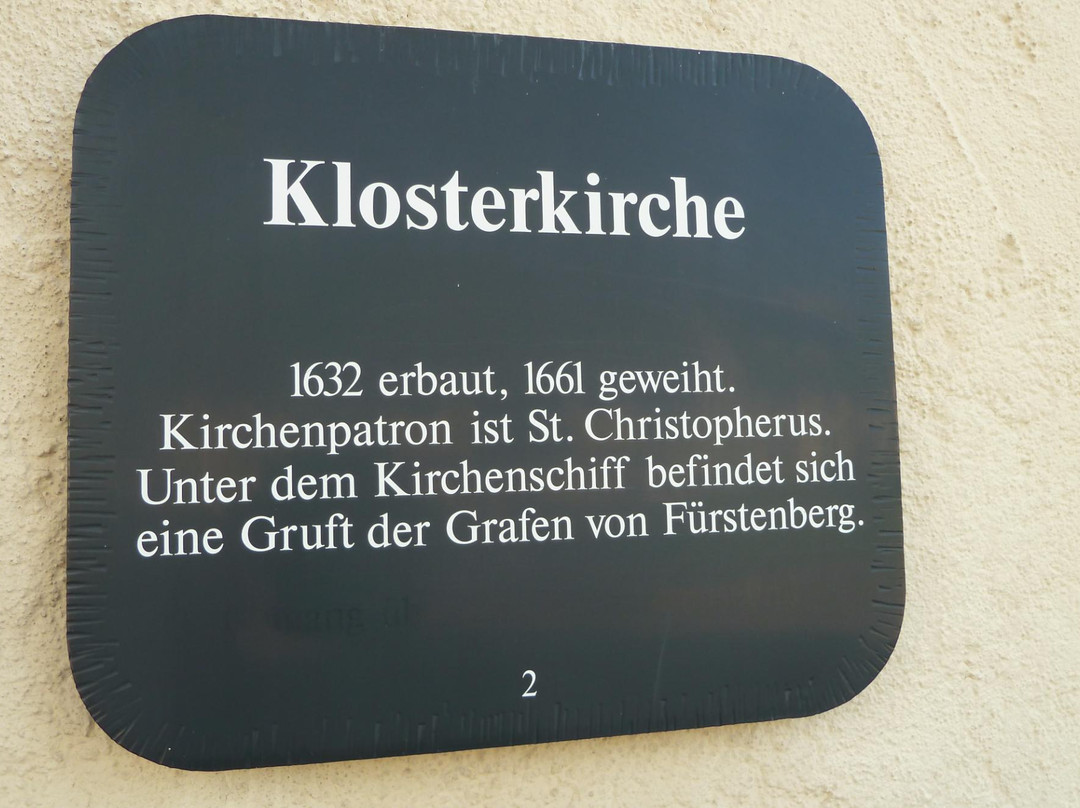 Klosterkirche
1632 erbaut, 1661 geweiht.
Kirchenpatron ist St. Christopherus.
Unter dem Kirchenschiff befindet sich
eine Gruft der Grafen von Fürstenberg.
2